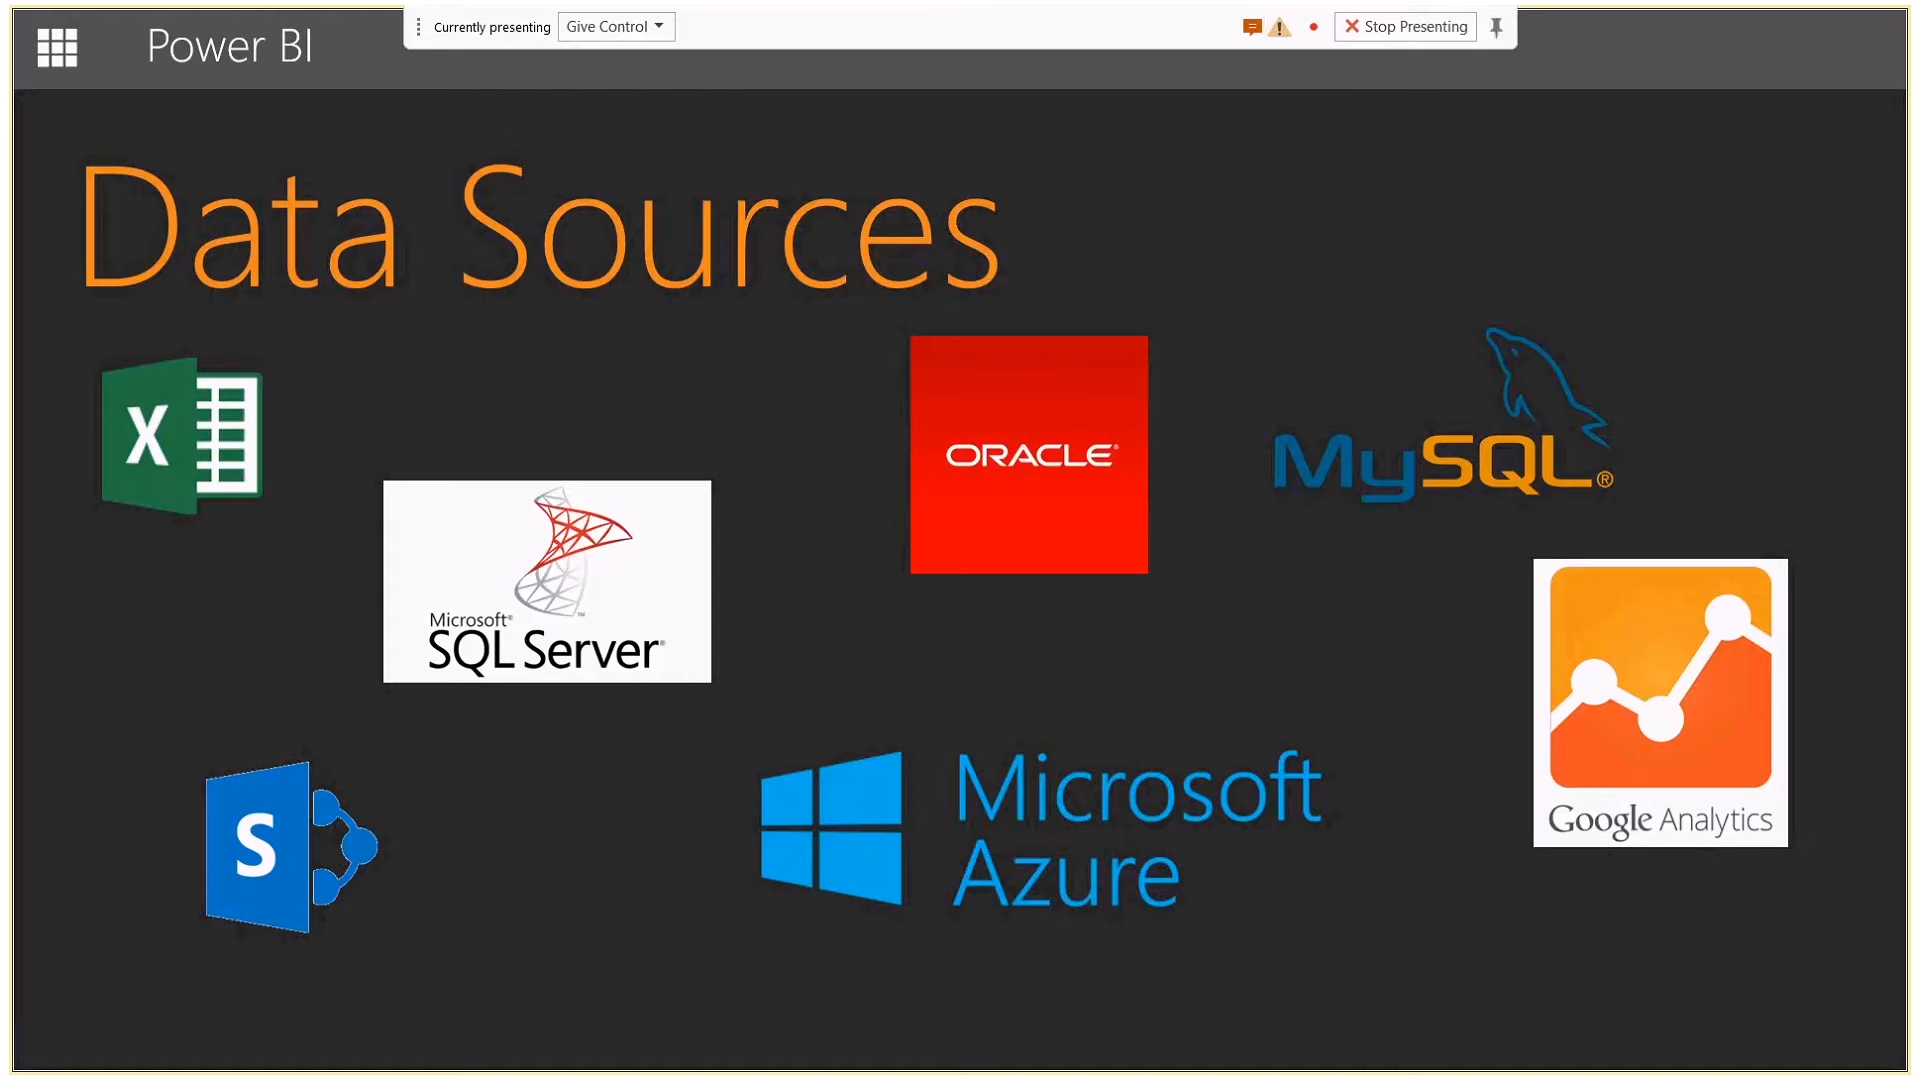 Power BI
Currently presenting
Give Control
Stop Presenting
Data Sources
X
ORACLE®
MySQL®
Microsoft®
SQL Server®
™
Google Analytics
S
Microsoft
Azure